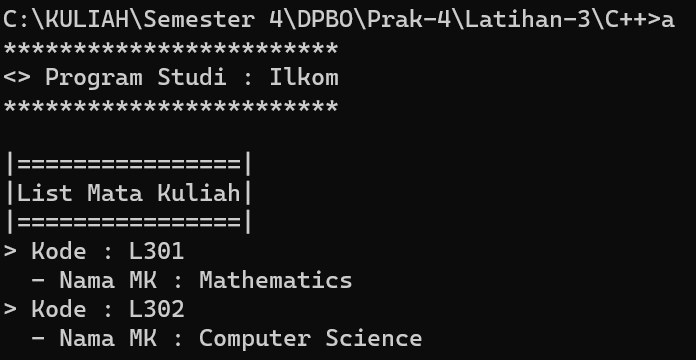 C:\KULIAH\Semester 4\DPBO\Prak-4\Latihan-3\C++>a
************************
<> Program Studi : Ilkom
************************
|================|
|List Mata Kuliah|
|================|
> Kode : L301
  - Nama MK : Mathematics
> Kode : L302
  - Nama MK : Computer Science